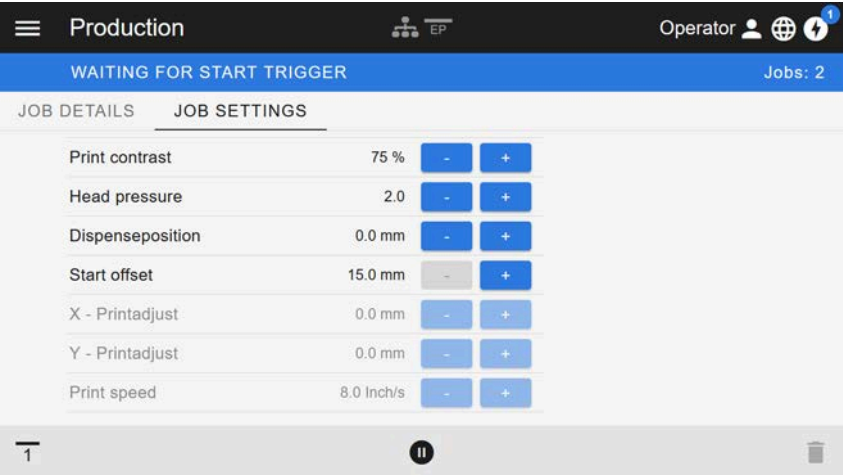 Production EP Operator 1
WAITING FOR START TRIGGER Jobs: 2
JOB DETAILS JOB SETTINGS
Print contrast 75 % - +
Head pressure 2.0 - +
Dispenseposition 0.0 mm - +
Start offset 15.0 mm - +
X - Printadjust 0.0 mm - +
Y - Printadjust 0.0 mm - +
Print speed 8.0 Inch/s - +
1